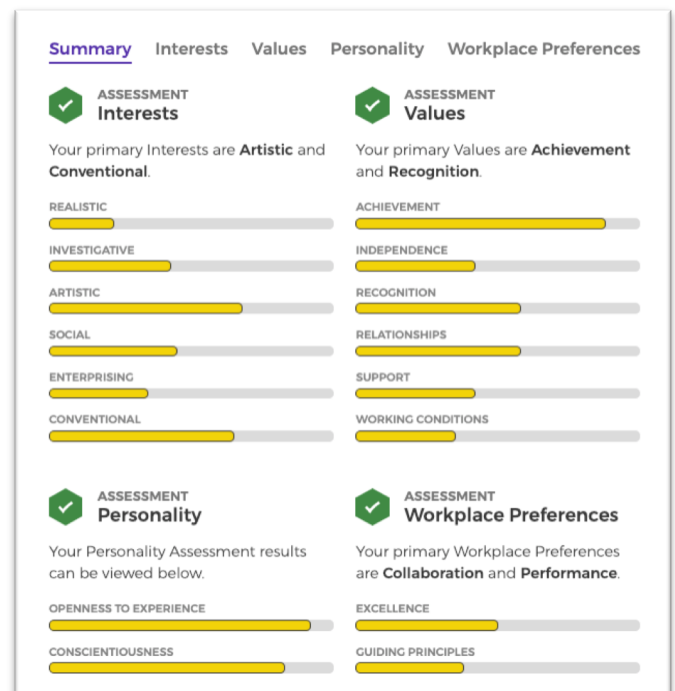 Summary Interests Values Personality Workplace Preferences
ASSESSMENT
Interests
Your primary Interests are Artistic and
Conventional.
REALISTIC
INVESTIGATIVE
ARTISTIC
SOCIAL
ENTERPRISING
CONVENTIONAL
ASSESSMENT
Values
Your primary Values are Achievement
and Recognition.
ACHIEVEMENT
INDEPENDENCE
RECOGNITION
RELATIONSHIPS
SUPPORT
WORKING CONDITIONS
ASSESSMENT
Personality
Your Personality Assessment results
can be viewed below.
OPENNESS TO EXPERIENCE
CONSCIENTIOUSNESS
ASSESSMENT
Workplace Preferences
Your primary Workplace Preferences
are Collaboration and Performance.
EXCELLENCE
GUIDING PRINCIPLES